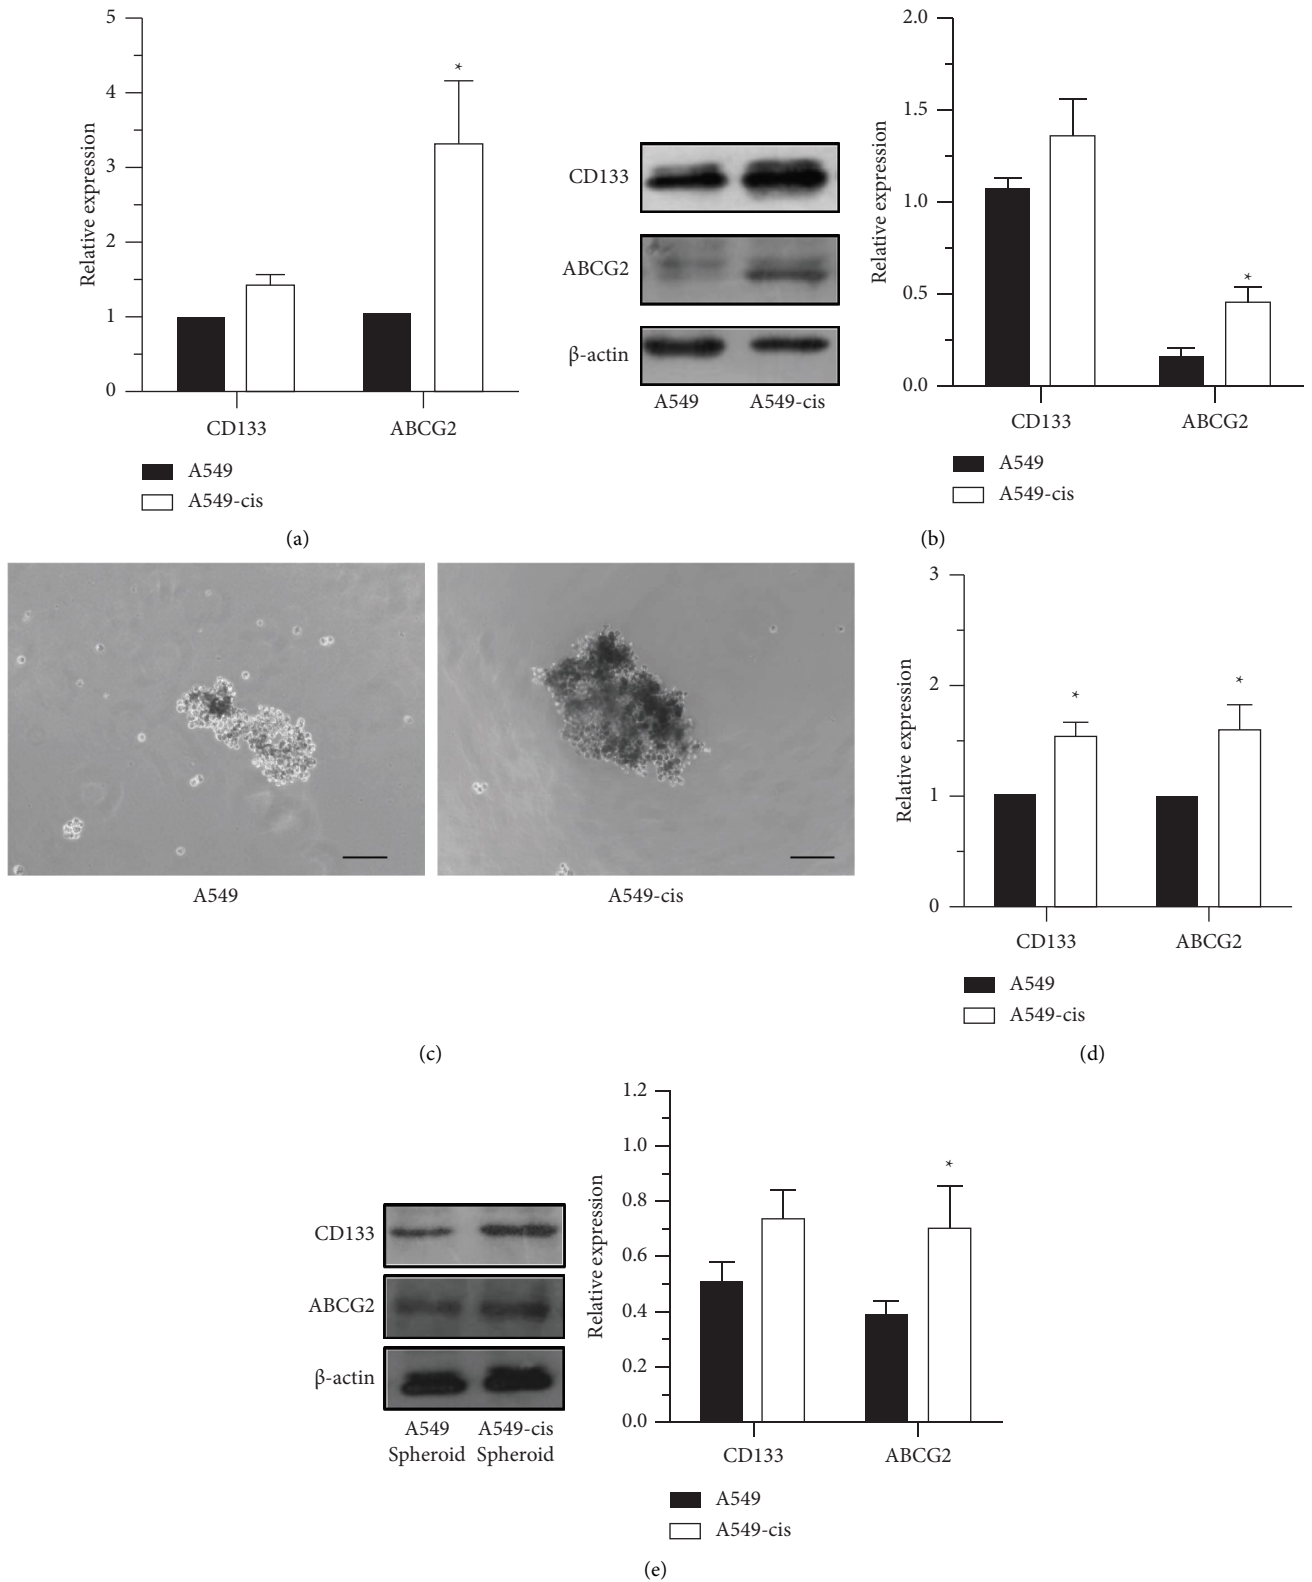 5
4
3
2
1
0
Relative expression
*
CD133
ABCG2
A549
A549-cis
(a)
CD133
ABCG2
β-actin
A549
A549-cis
2.0
1.5
1.0
0.5
0.0
Relative expression
*
CD133
ABCG2
A549
A549-cis
(b)
A549
A549-cis
(c)
3
2
1
0
Relative expression
*
*
CD133
ABCG2
A549
A549-cis
(d)
CD133
ABCG2
β-actin
A549
Spheroid
A549-cis
Spheroid
1.2
1.0
0.8
0.6
0.4
0.2
0.0
Relative expression
*
CD133
ABCG2
A549
A549-cis
(e)